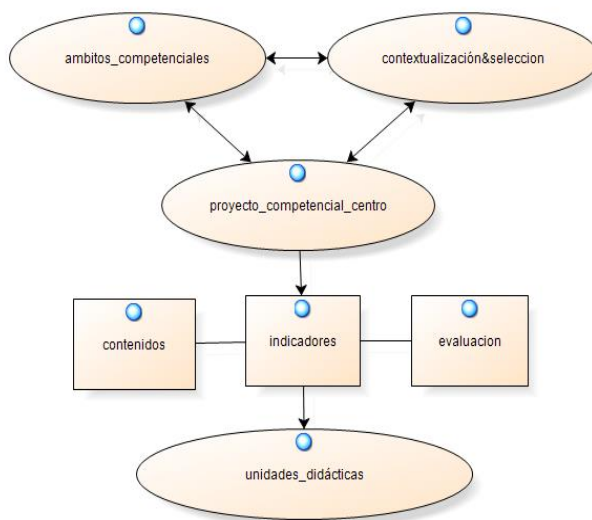 ambitos_competenciales
contextualización&seleccion
proyecto_competencial_centro
contenidos
indicadores
evaluacion
unidades_didácticas